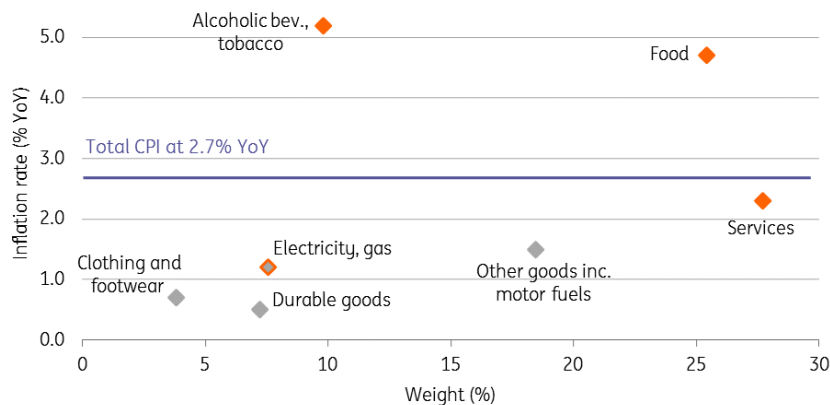 Alcoholic bev.,
tobacco
Food
Total CPI at 2.7% YoY
Services
Electricity, gas
Clothing and
footwear
Durable goods
Other goods inc.
motor fuels
Inflation rate (% YoY)
5.0
4.0
3.0
2.0
1.0
0.0
0
5
10
15
20
25
30
Weight (%)